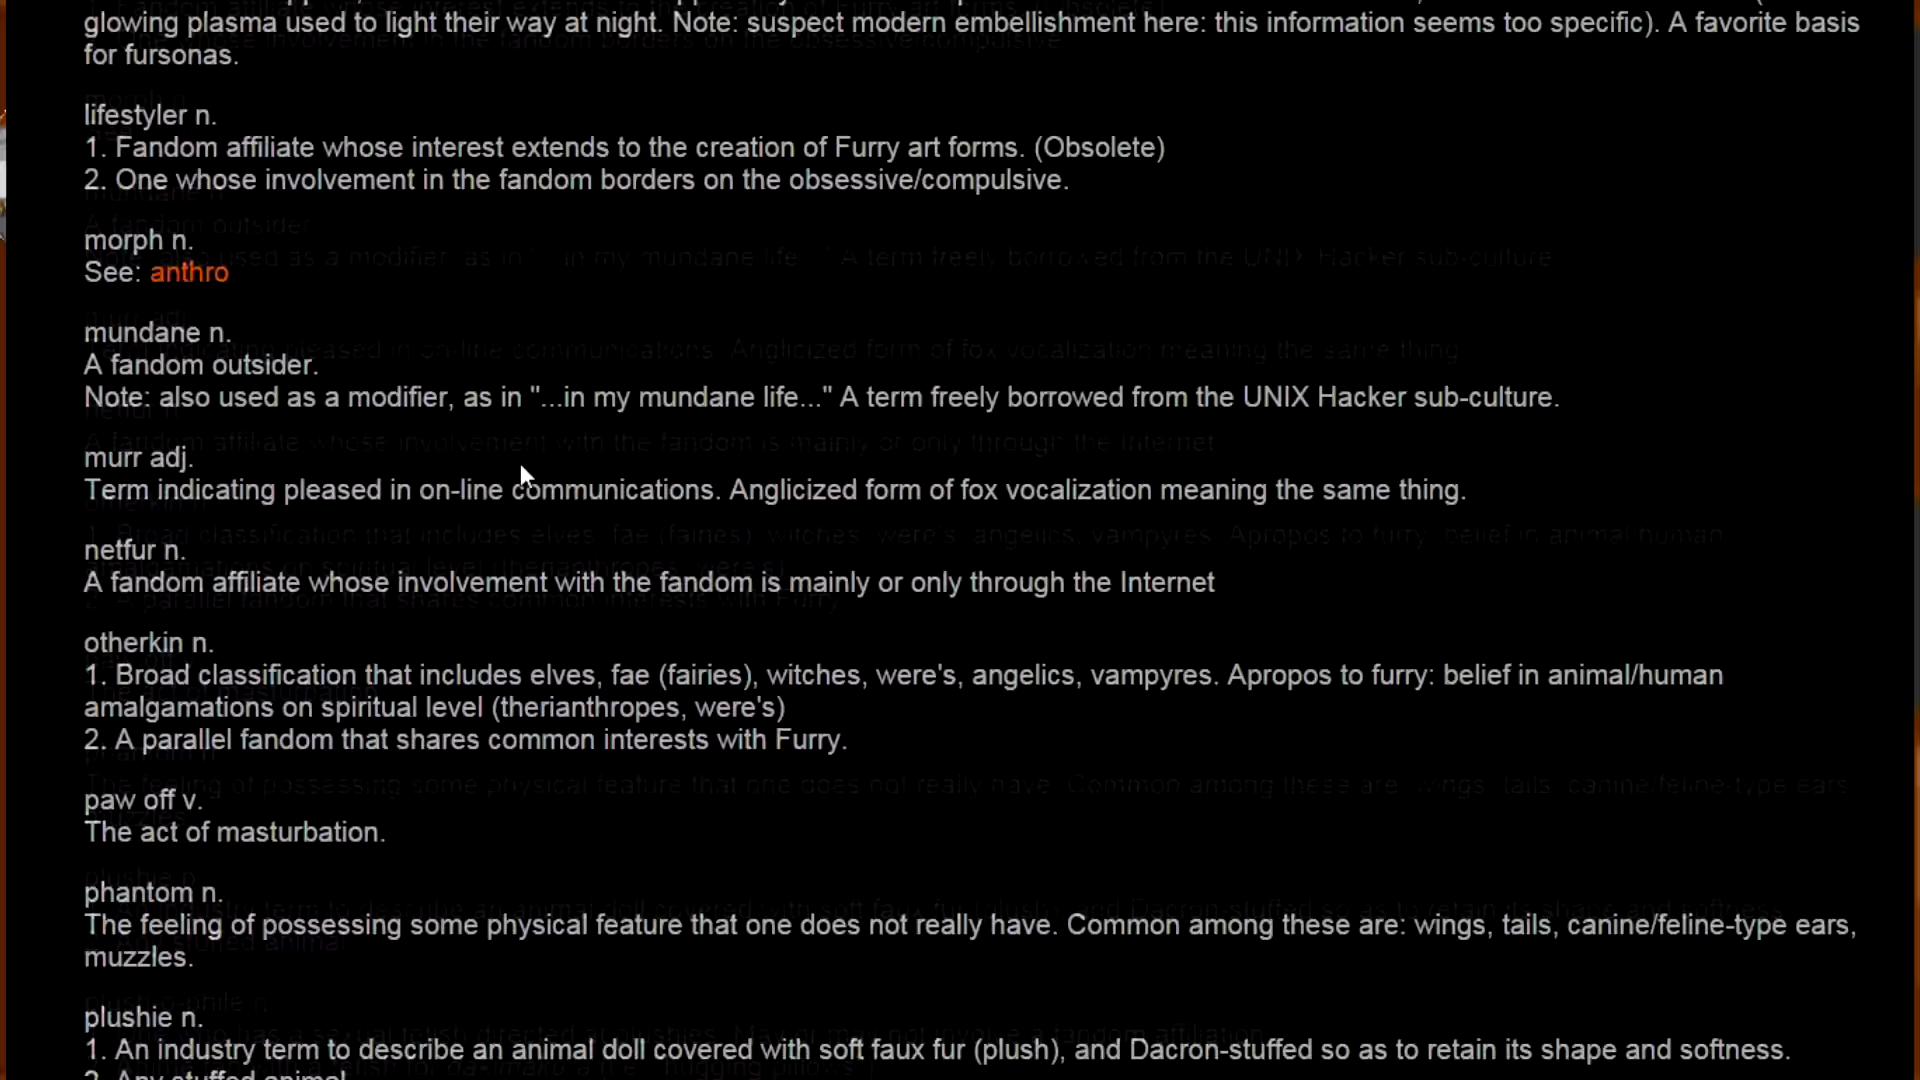 glowing plasma used to light their way at night. Note: suspect modern embellishment here: this information seems too specific). A favorite basis
for fursonas.
lifestyler n.
1. Fandom affiliate whose interest extends to the creation of Furry art forms. (Obsolete)
2. One whose involvement in the fandom borders on the obsessive/compulsive.
morph n.
See: anthro
mundane n.
A fandom outsider.
Note: also used as a modifier, as in "...in my mundane life..." A term freely borrowed from the UNIX Hacker sub-culture.
murr adj.
Term indicating pleased in on-line communications. Anglicized form of fox vocalization meaning the same thing.
netfur n.
A fandom affiliate whose involvement with the fandom is mainly or only through the Internet
otherkin n.
1. Broad classification that includes elves, fae (fairies), witches, were's, angelics, vampyres. Apropos to furry: belief in animal/human
amalgamations on spiritual level (therianthropes, were's)
2. A parallel fandom that shares common interests with Furry.
paw off v.
The act of masturbation.
phantom n.
The feeling of possessing some physical feature that one does not really have. Common among these are: wings, tails, canine/feline-type ears,
muzzles.
plushie n.
1. An industry term to describe an animal doll covered with soft faux fur (plush), and Dacron-stuffed so as to retain its shape and softness.
2. Any stuffed animal